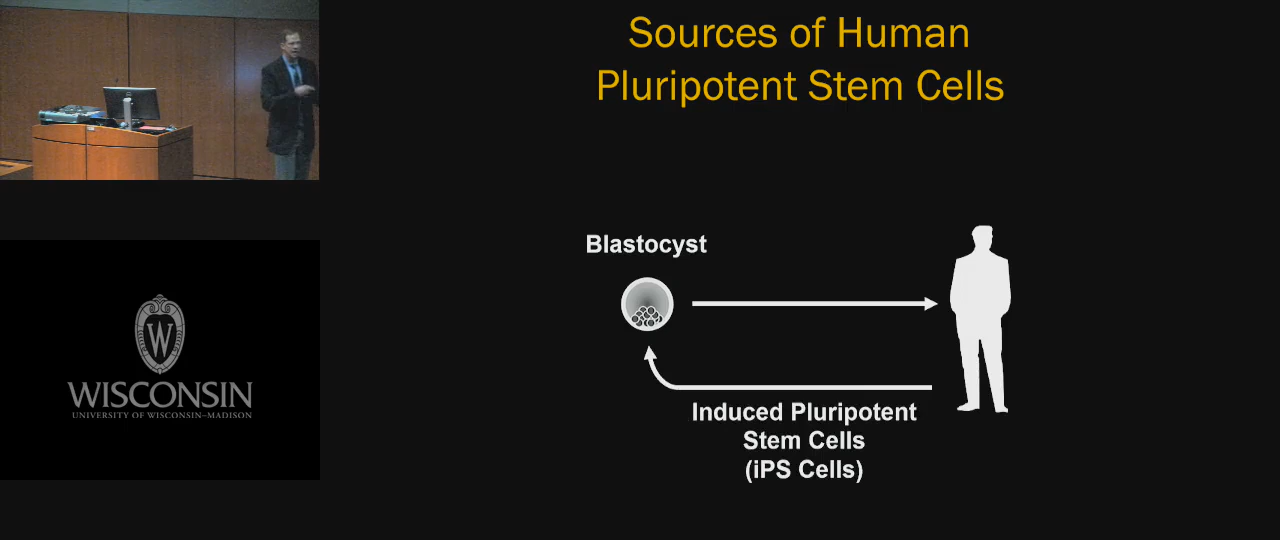 Sources of Human
Pluripotent Stem Cells
Blastocyst
Induced Pluripotent
Stem Cells
(iPS Cells)
W
WISCONSIN
UNIVERSITY OF WISCONSIN–MADISON